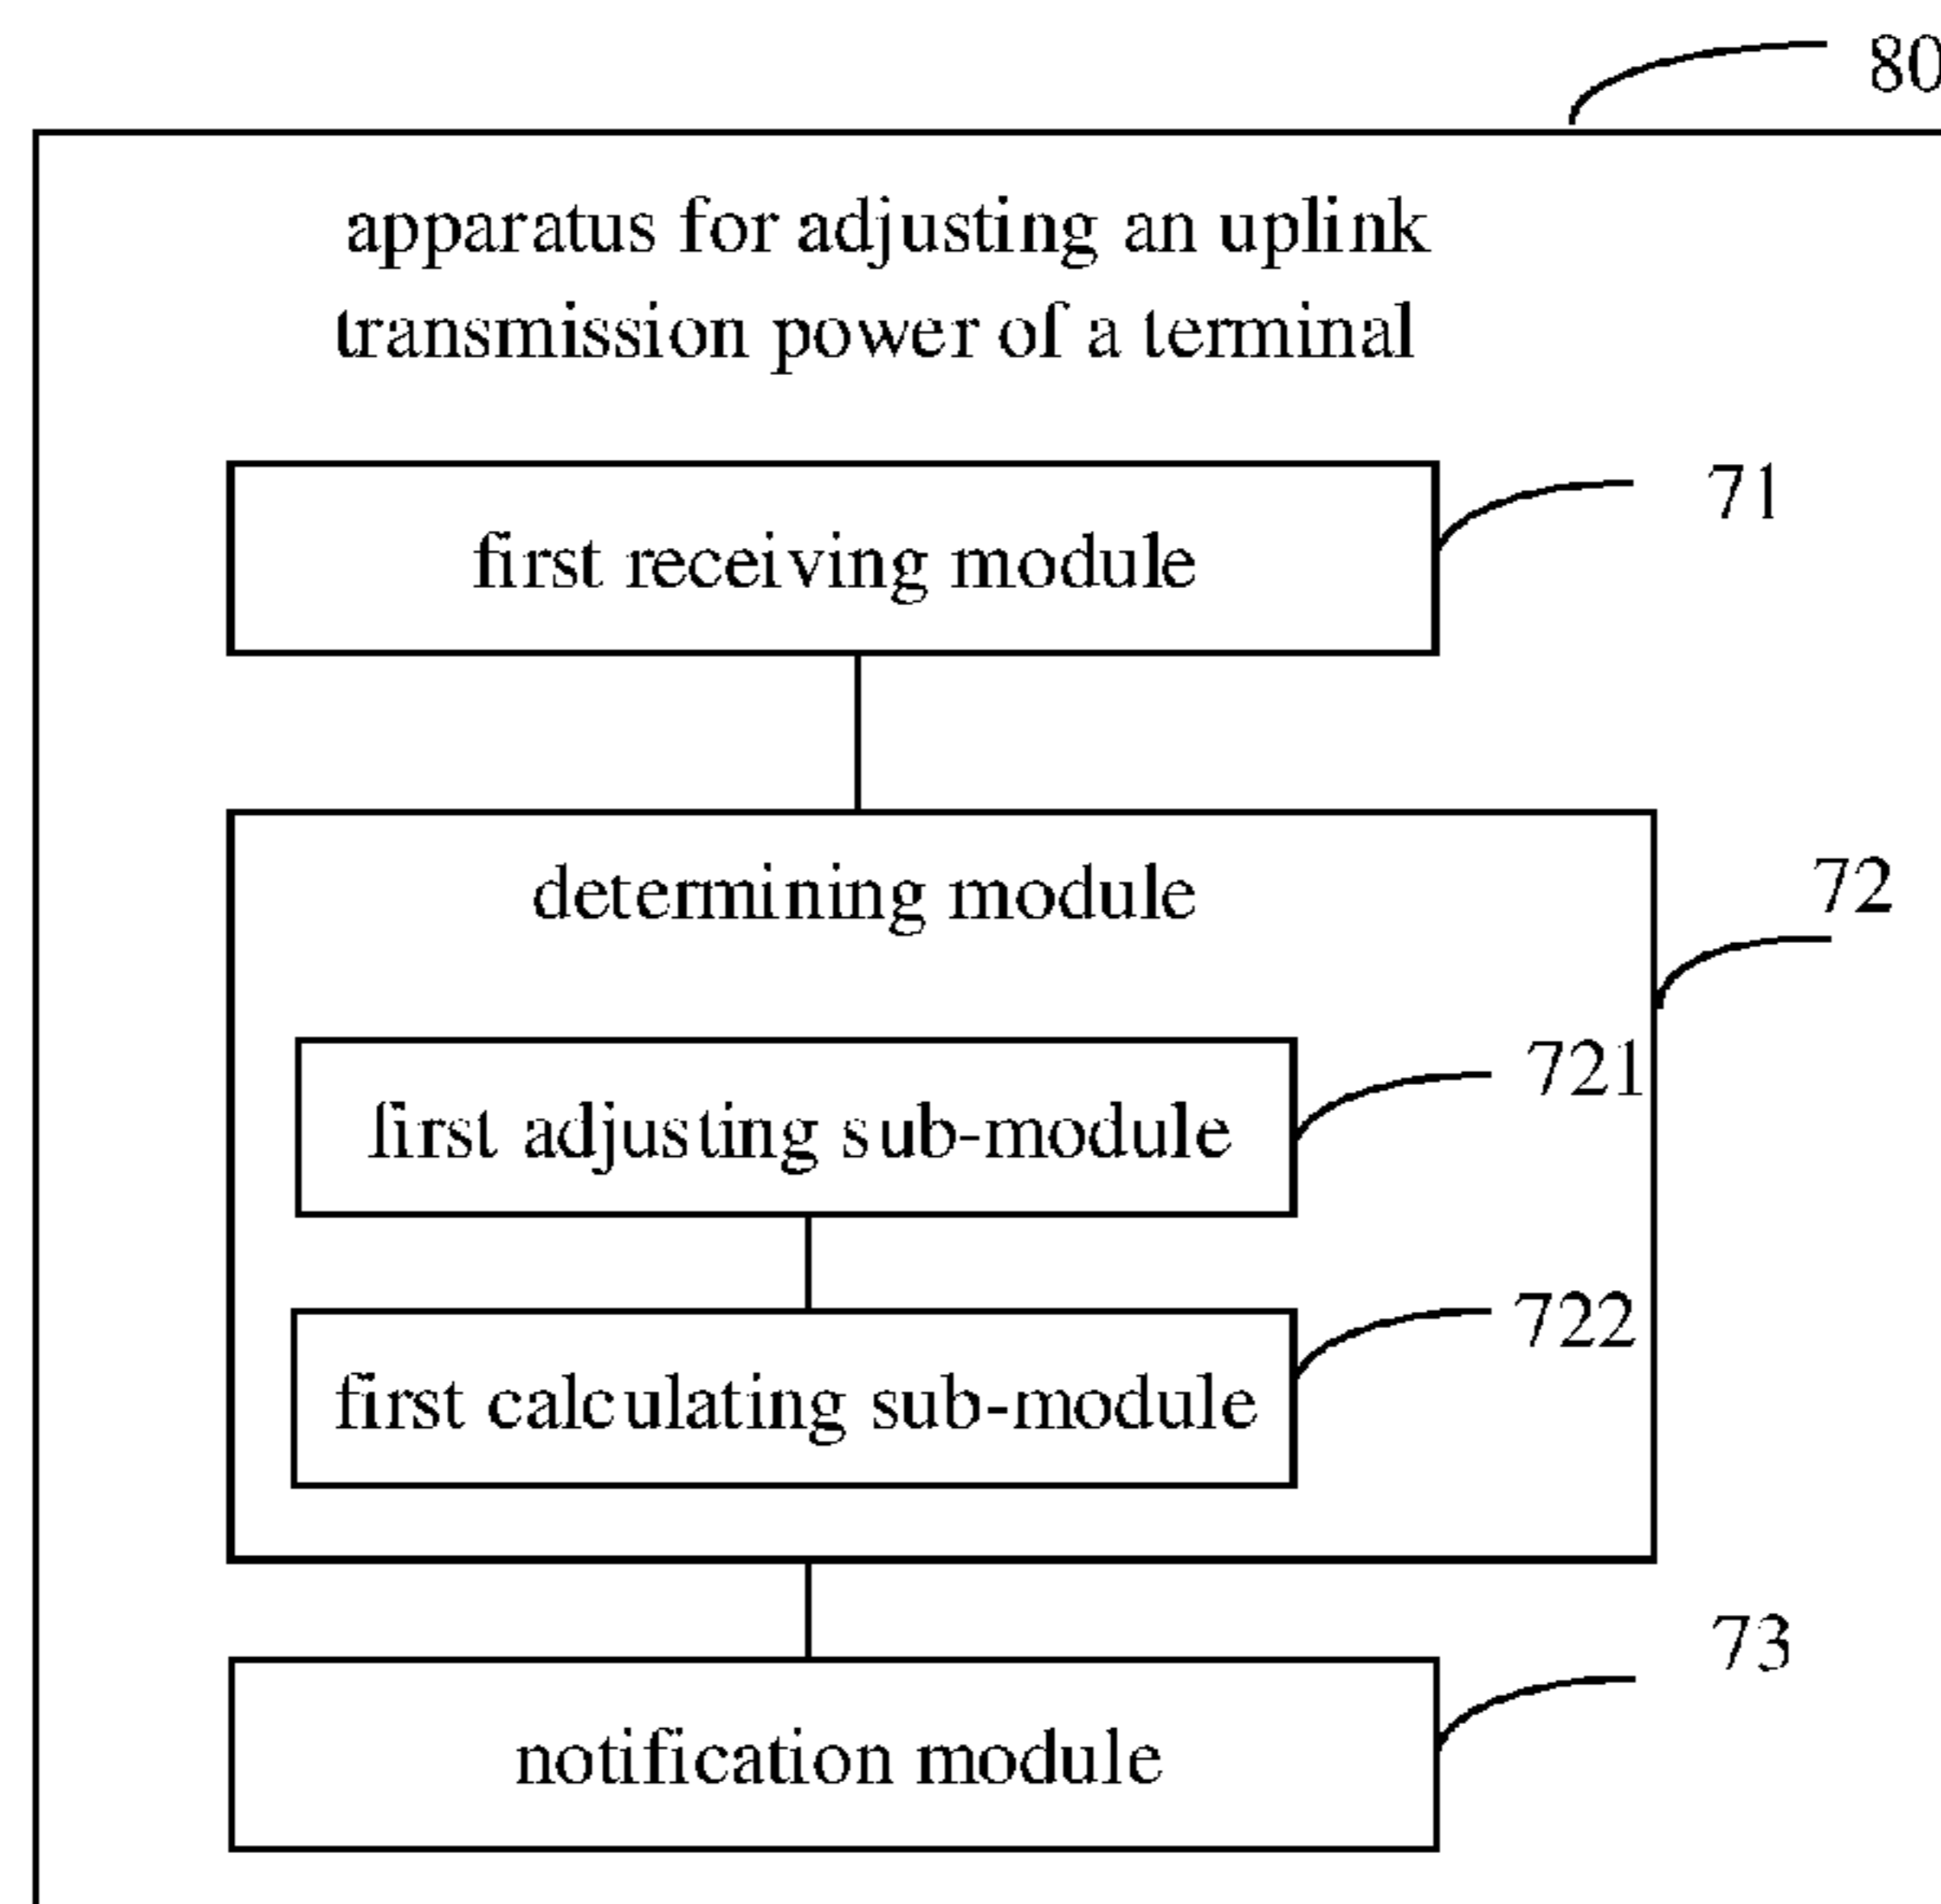 80
apparatus for adjusting an uplink
transmission power of a terminal
71
first receiving module
72
determining module
721
first adjusting sub-module
722
first calculating sub-module
73
notification module